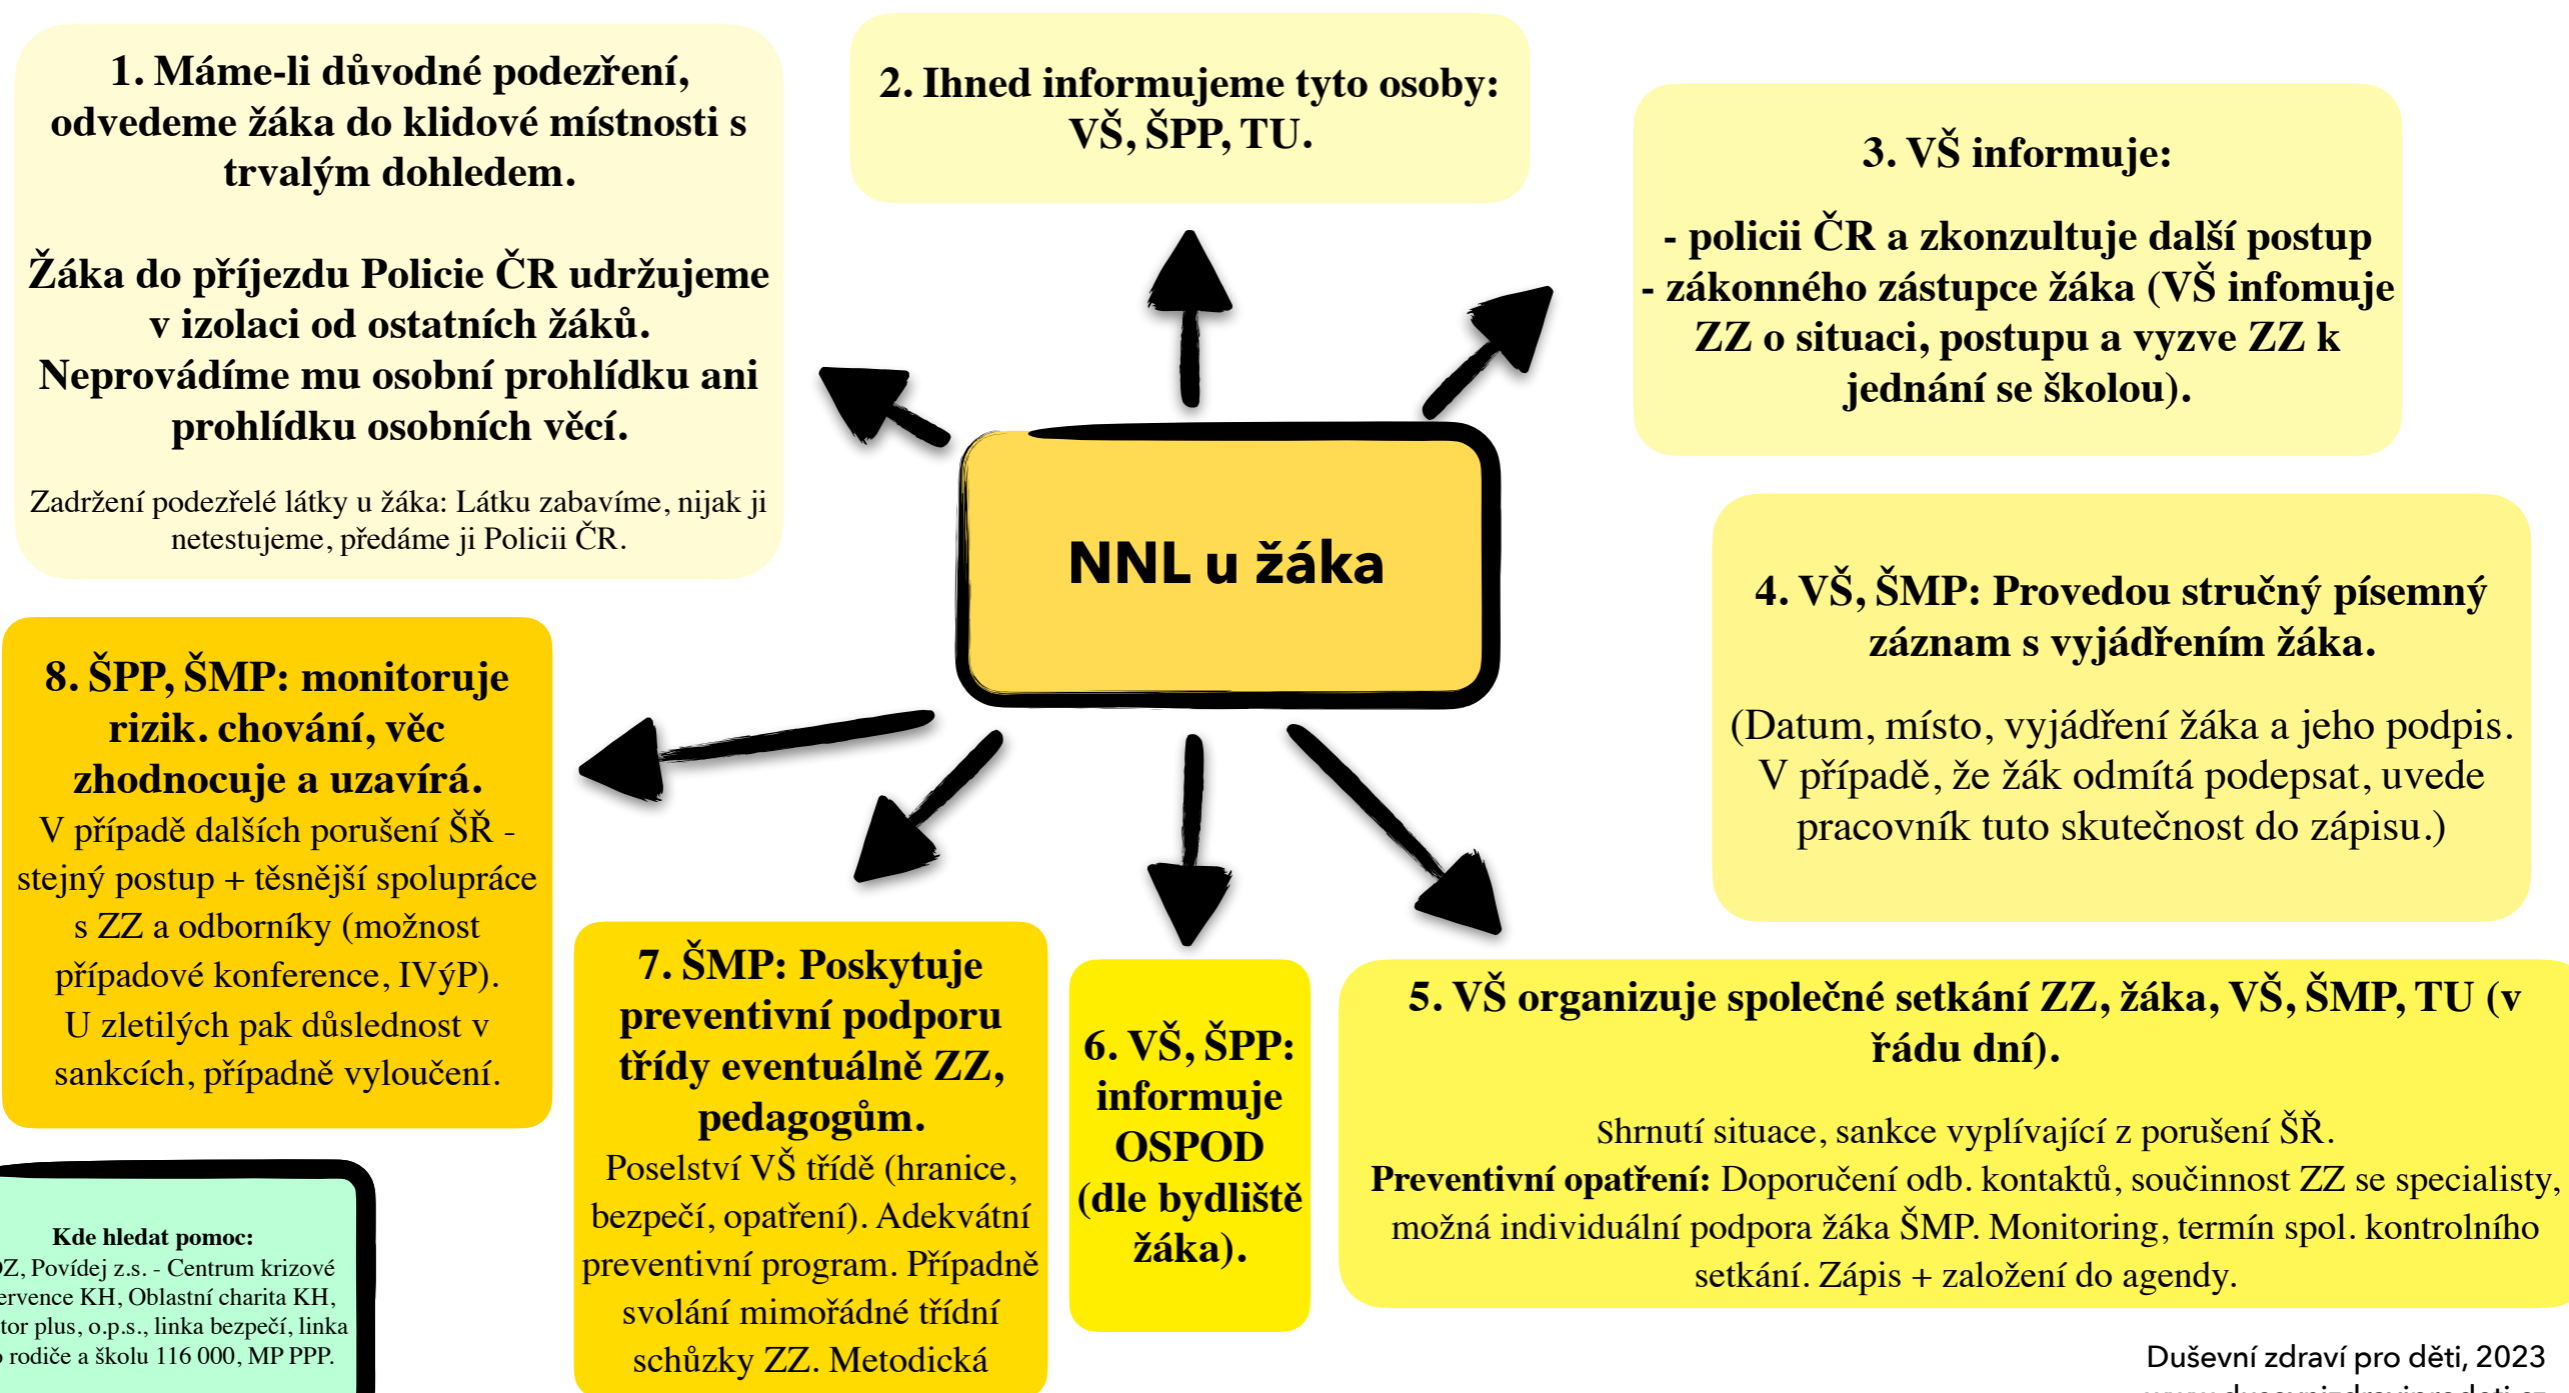 1. Máme-li důvodné podezření,
odvedeme žáka do klidové místnosti s
trvalým dohledem.
Žáka do příjezdu Policie ČR udržujeme
v izolaci od ostatních žáků.
Neprovádíme mu osobní prohlídku ani
prohlídku osobních věcí.
Zadržení podezřelé látky u žáka: Látku zabavíme, nijak ji
netestujeme, předáme ji Policii ČR.
2. Ihned informujeme tyto osoby:
VŠ, ŠPP, TU.
3. VŠ informuje:
- policii ČR a zkonzultuje další postup
- zákonného zástupce žáka (VŠ infomuje
ZZ o situaci, postupu a vyzve ZZ k
jednání se školou).
NNL u žáka
4. VŠ, ŠMP: Provedou stručný písemný
záznam s vyjádřením žáka.
(Datum, místo, vyjádření žáka a jeho podpis.
V případě, že žák odmítá podepsat, uvede
pracovník tuto skutečnost do zápisu.)
5. VŠ organizuje společné setkání ZZ, žáka, VŠ, ŠMP, TU (v
řádu dní).
Shrnutí situace, sankce vyplívající z porušení ŠŘ.
Preventivní opatření: Doporučení odb. kontaktů, součinnost ZZ se specialisty,
možná individuální podpora žáka ŠMP. Monitoring, termín spol. kontrolního
setkání. Zápis + založení do agendy.
6. VŠ, ŠPP:
informuje
OSPOD
(dle bydliště
žáka).
7. ŠMP: Poskytuje
preventivní podporu
třídy eventuálně ZZ,
pedagogům.
Poselství VŠ třídě (hranice,
bezpečí, opatření). Adekvátní
preventivní program. Případně
svolání mimořádné třídní
schůzky ZZ. Metodická
8. ŠPP, ŠMP: monitoruje
rizik. chování, věc
zhodnocuje a uzavírá.
V případě dalších porušení ŠŘ -
stejný postup + těsnější spolupráce
s ZZ a odborníky (možnost
případové konference, IVýP).
U zletilých pak důslednost v
sankcích, případně vyloučení.
Kde hledat pomoc:
Povídej z.s. - Centrum krizové
KH, Oblastní charita KH,
plus, o.p.s., linka bezpečí, linka
rodiče a školu 116 000, MP PPP.
Duševní zdraví pro děti, 2023